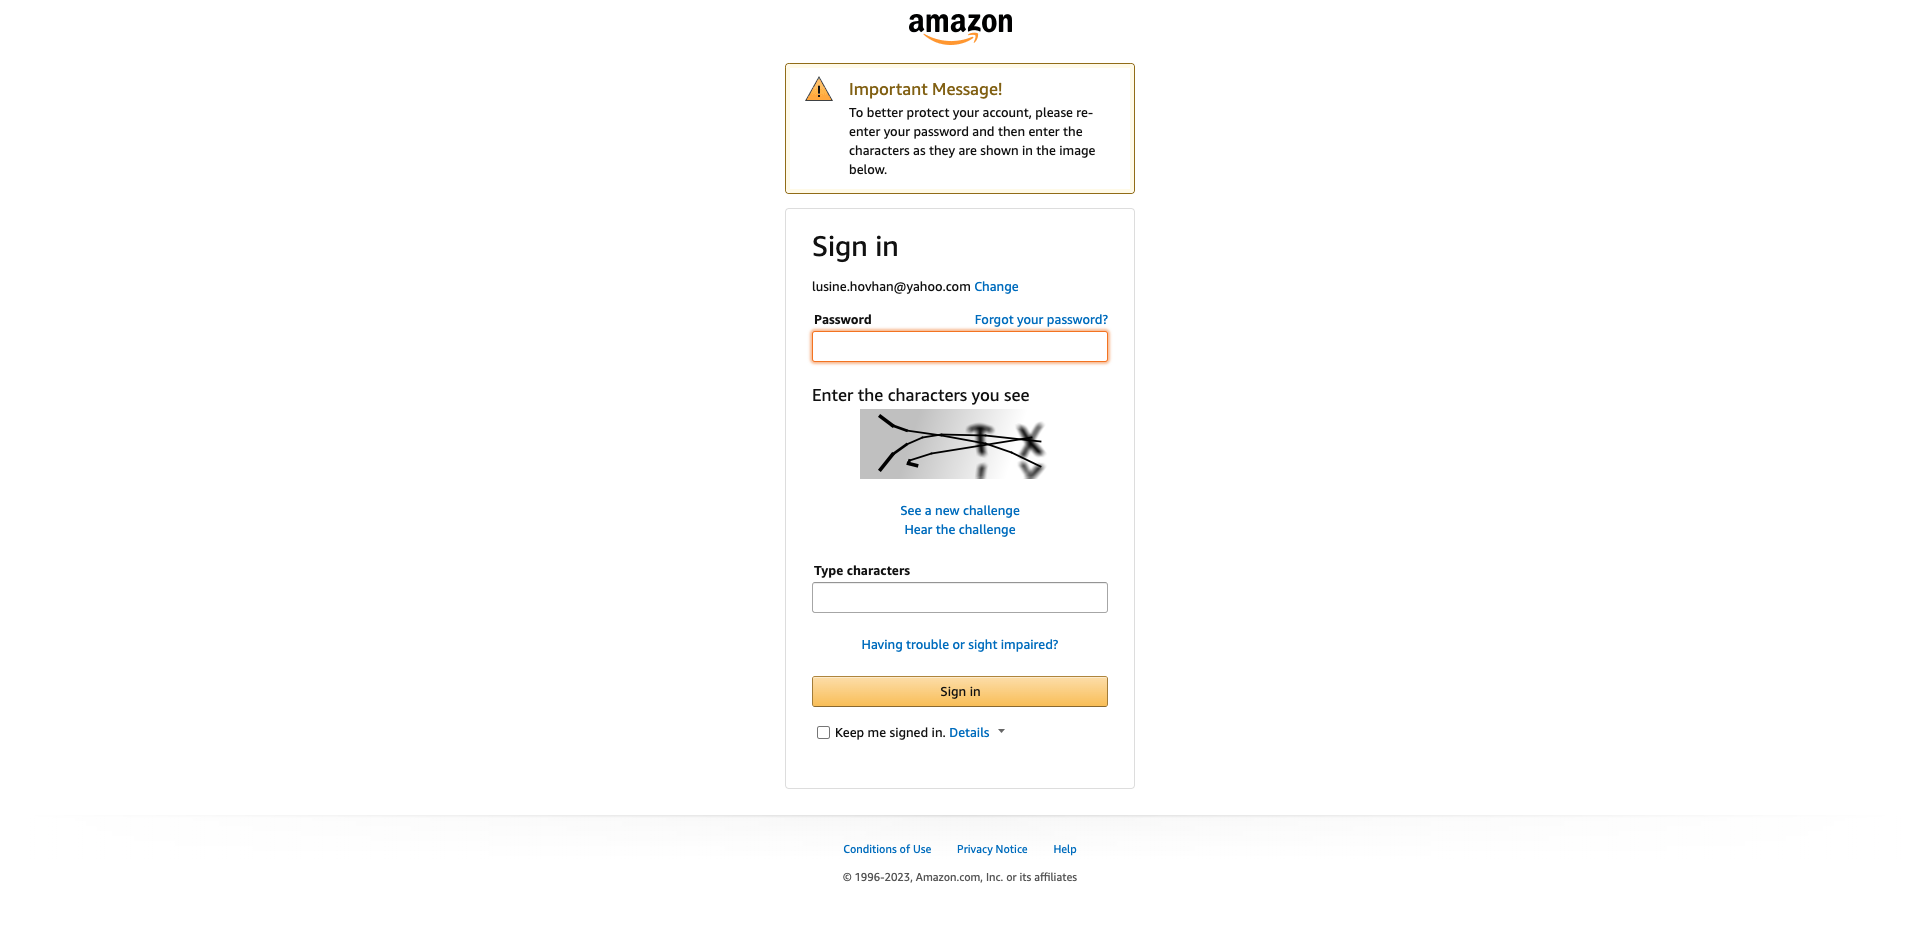 amazon
Important Message!
To better protect your account, please re-
enter your password and then enter the
characters as they are shown in the image
below.
Sign in
lusine.hovhan@yahoo.com Change
Password Forgot your password?
Enter the characters you see
See a new challenge
Hear the challenge
Type characters
Having trouble or sight impaired?
Sign in
Keep me signed in. Details
Conditions of Use Privacy Notice Help
© 1996-2023, Amazon.com, Inc. or its affiliates